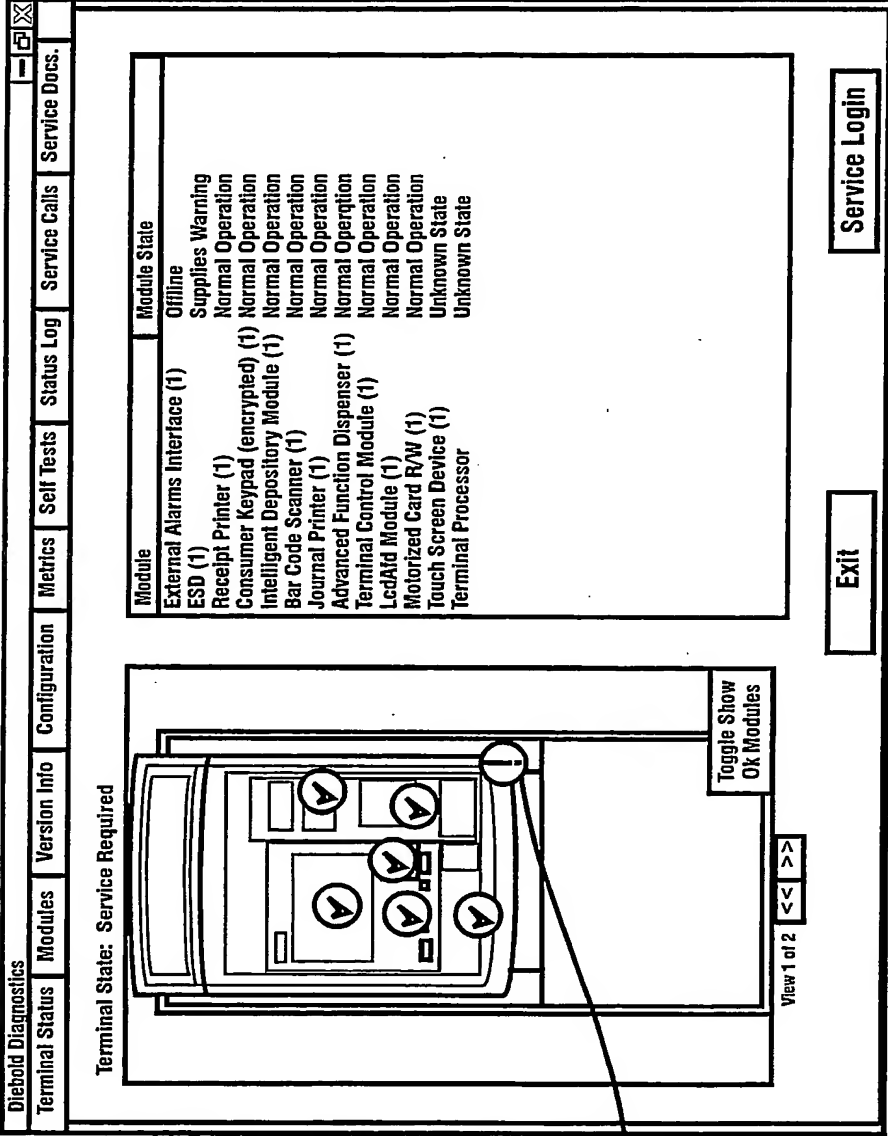 Diebold Diagnostics
Terminal Status Modules Version Info Configuration Metrics Self Tests Status Log Service Calls Service Docs.
Terminal State: Service Required
Toggle Show
Ok Modules
View 1 of 2 << >>
Module Module State
External Alarms Interface (1) Offline
ESD (1) Supplies Warning
Receipt Printer (1) Normal Operation
Consumer Keypad (encrypted) (1) Normal Operation
Intelligent Depository Module (1) Normal Operation
Bar Code Scanner (1) Normal Operation
Journal Printer (1) Normal Operation
Advanced Function Dispenser (1) Normal Operqtion
Terminal Control Module (1) Normal Operation
LcdAfd Module (1) Normal Operation
Motorized Card R/W (1) Normal Operation
Touch Screen Device (1) Unknown State
Terminal Processor Unknown State
Exit
Service Login